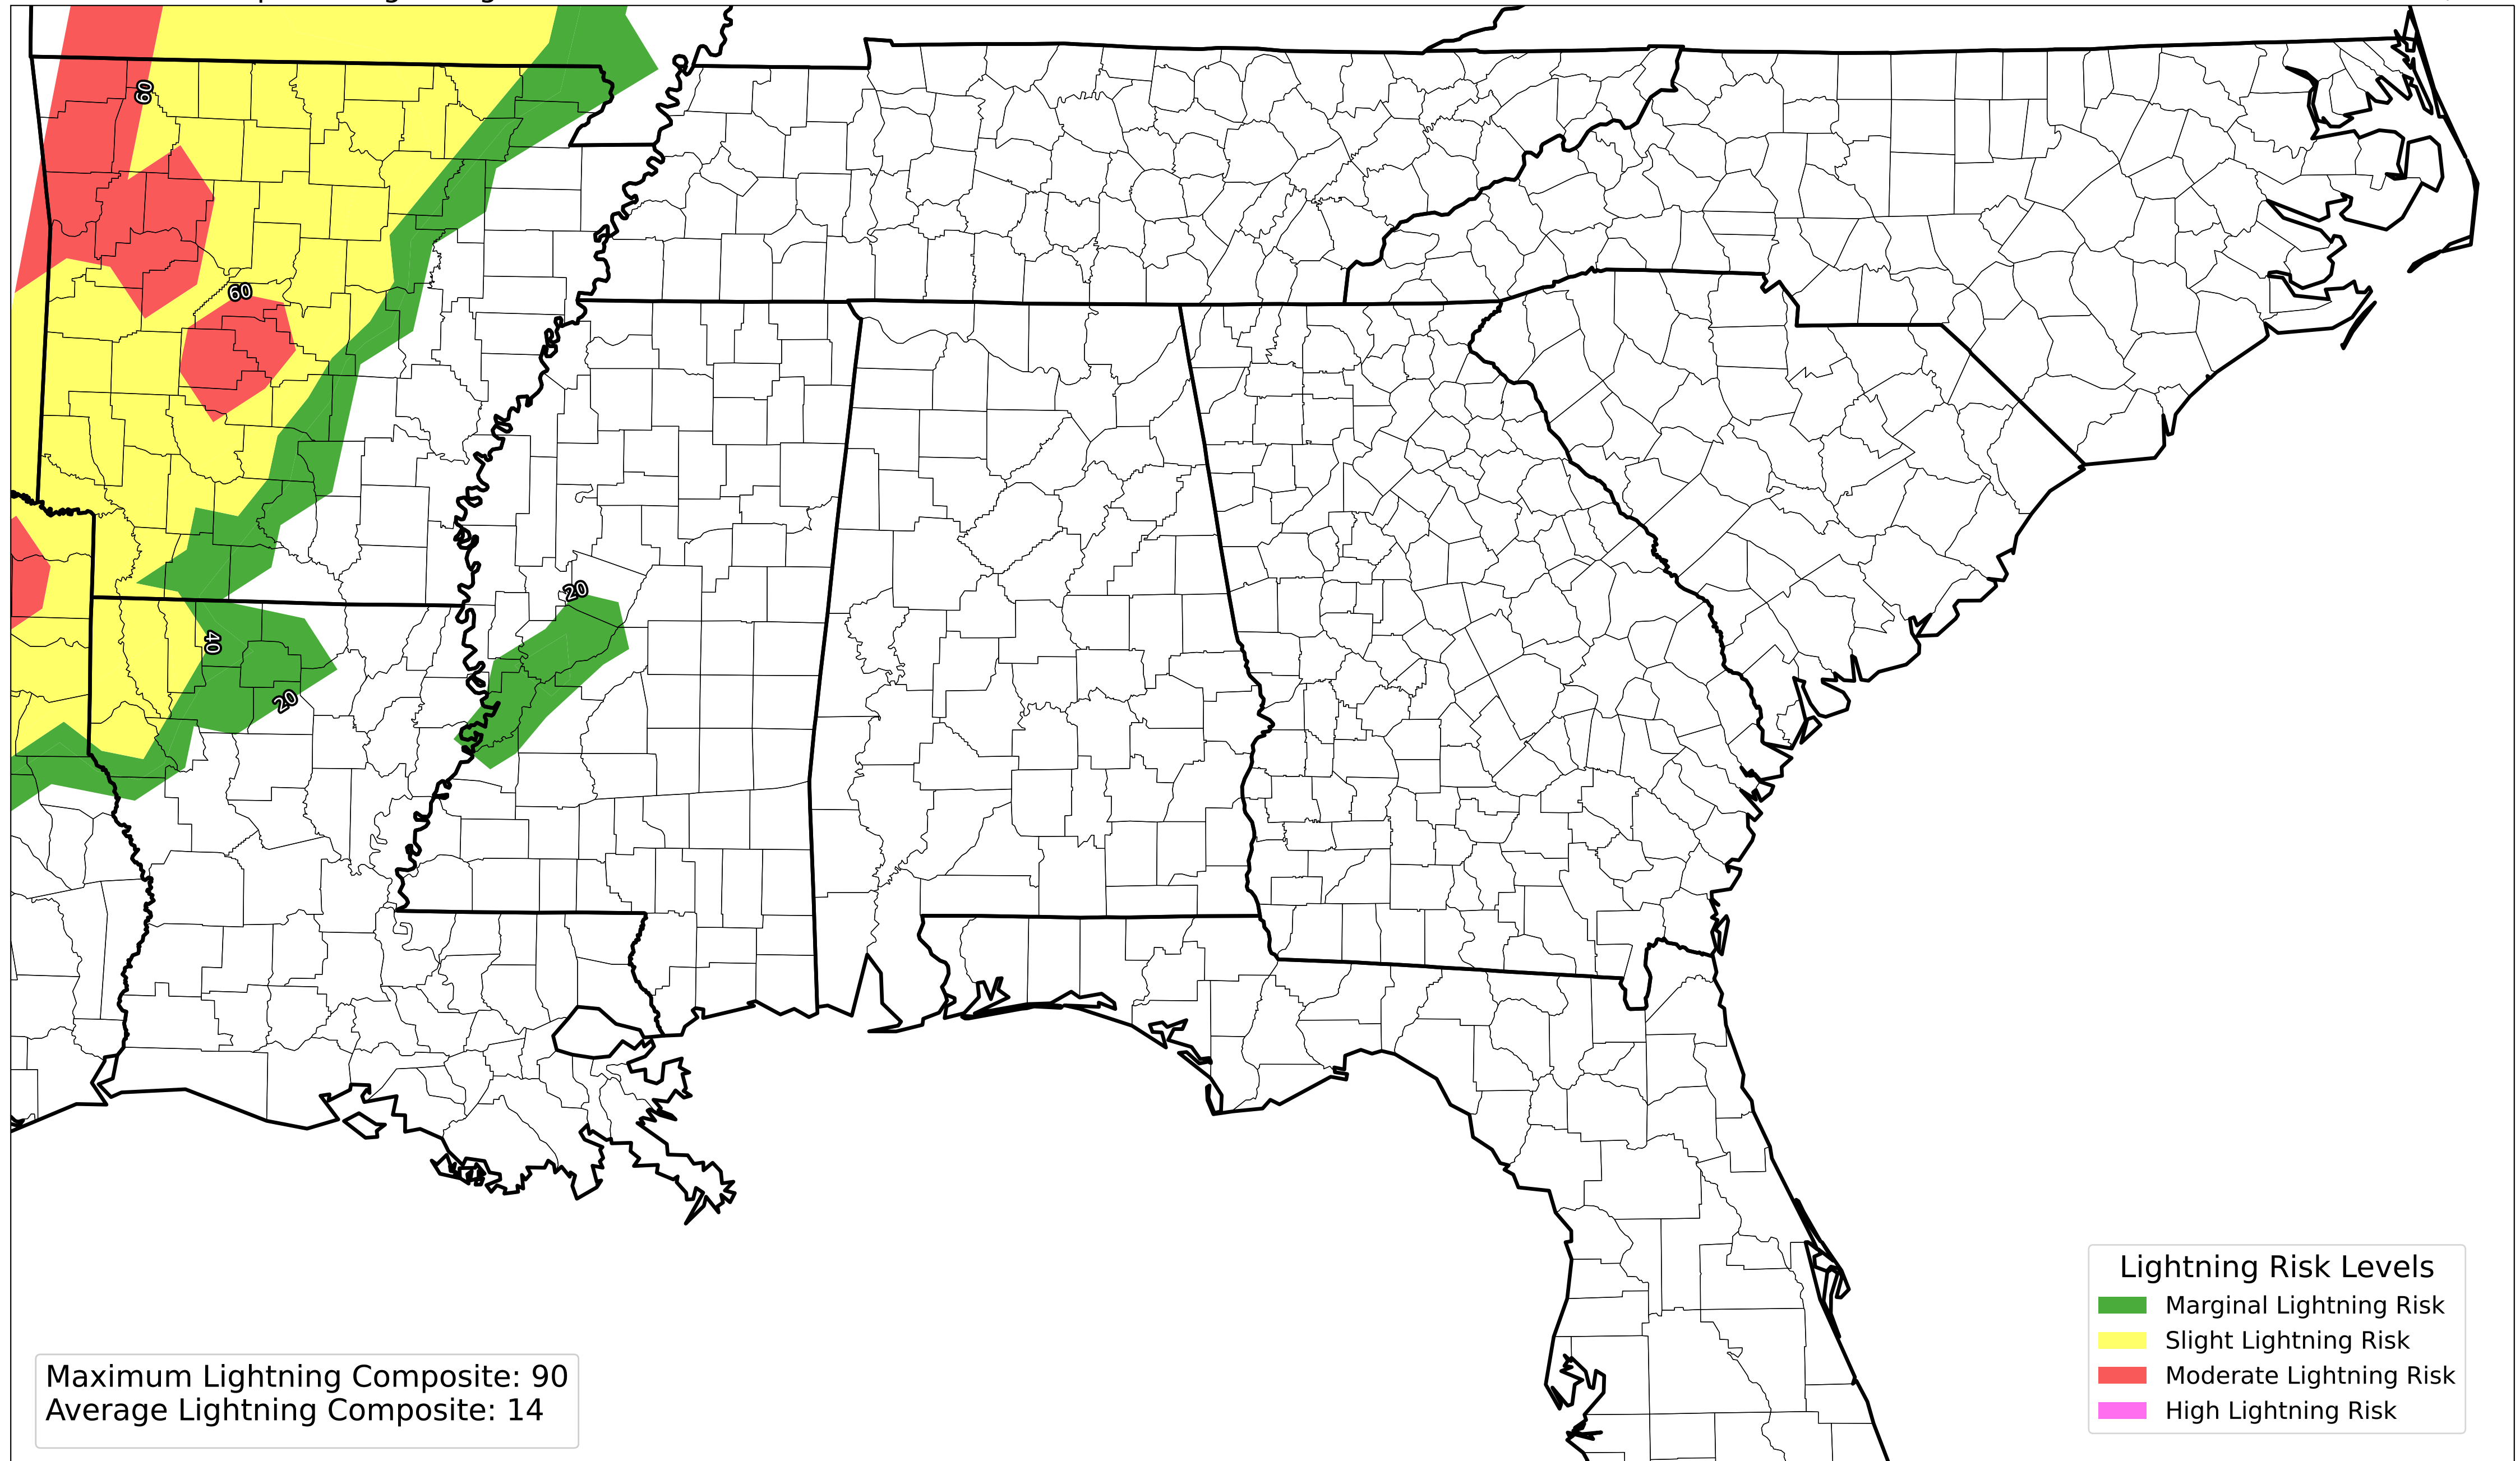 60
60
20
40
20
Lightning Risk Levels
Marginal Lightning Risk
Slight Lightning Risk
Moderate Lightning Risk
High Lightning Risk
Maximum Lightning Composite: 90
Average Lightning Composite: 14